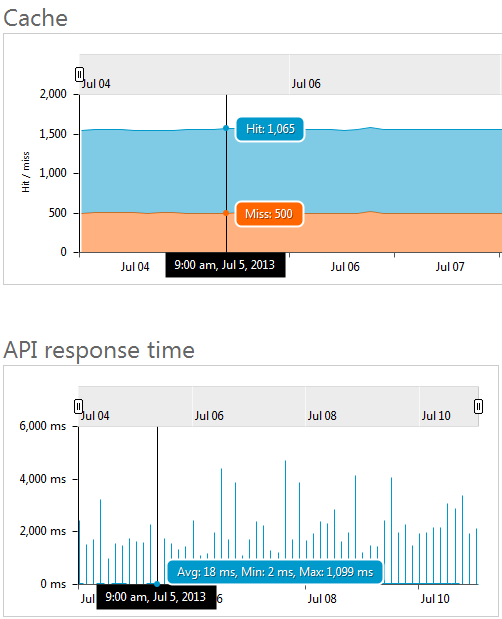 Cache
Jul 04 Jul 06
2,000
Hit: 1,065
1,500
Hit / miss
1,000
Miss: 500
500
0
Jul 04 9:00 am, Jul 5, 2013 Jul 06 Jul 07
API response time
Jul 04 Jul 06 Jul 08 Jul 10
6,000 ms
4,000 ms
2,000 ms
Avg: 18 ms, Min: 2 ms, Max: 1,099 ms
0 ms
9:00 am, Jul 5, 2013 Jul 08 Jul 10